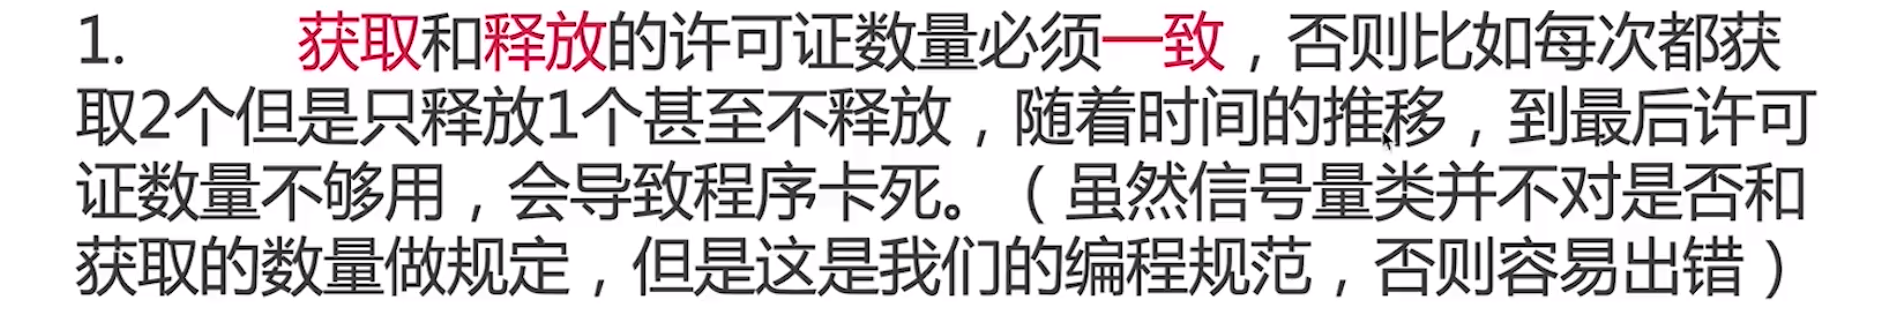 1. 获取和释放的许可证数量必须一致，否则比如每次都获
取2个但是只释放1个甚至不释放，随着时间的推移，到最后许可
证数量不够用，会导致程序卡死。（虽然信号量类并不对是否和
获取的数量做规定，但是这是我们的编程规范，否则容易出错）